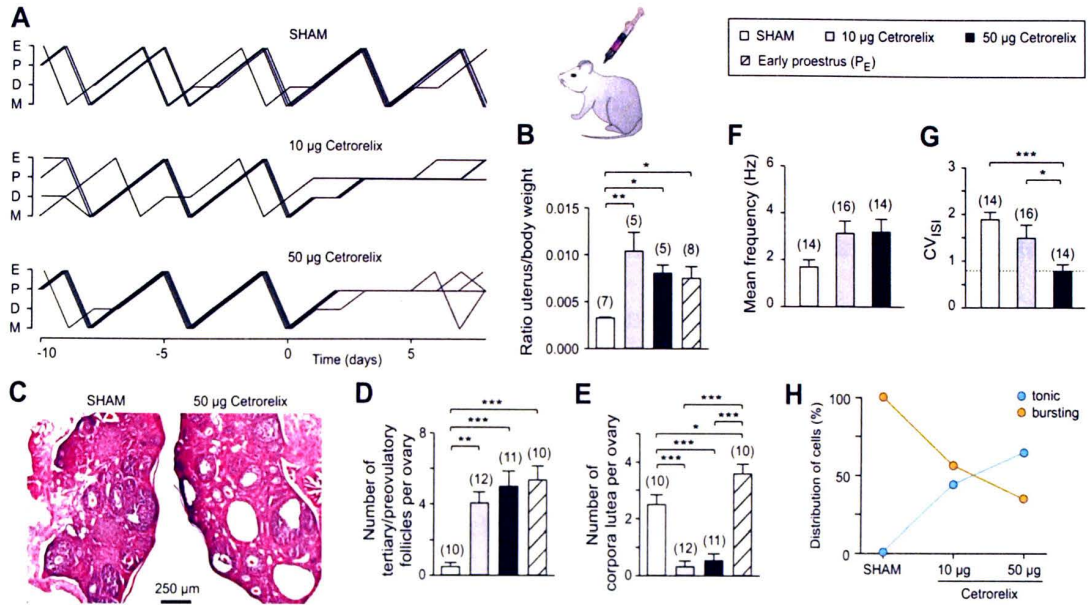 A
SHAM
E
P
D
M
10 µg Cetrorelix
E
P
D
M
50 µg Cetrorelix
E
P
D
M
-10
-5
0
5
Time (days)
SHAM
10 µg Cetrorelix
50 µg Cetrorelix
Early proestrus (PE)
B
Ratio uterus/body weight
0.015
0.010
0.005
0.000
*
*
**
(7)
(5)
(5)
(8)
F
Mean frequency (Hz)
6
4
2
0
(14)
(16)
(14)
G
CVISI
3
2
1
0
***
*
(14)
(16)
(14)
C
SHAM
50 µg Cetrorelix
250 µm
D
Number of
tertiary/preovulatory
follicles per ovary
8
4
0
***
***
**
(10)
(12)
(11)
(10)
E
Number of
corpora lutea per ovary
4
2
0
***
***
*
***
***
(10)
(12)
(11)
(10)
H
tonic
bursting
Distribution of cells (%)
100
50
0
SHAM
10 µg
50 µg
Cetrorelix